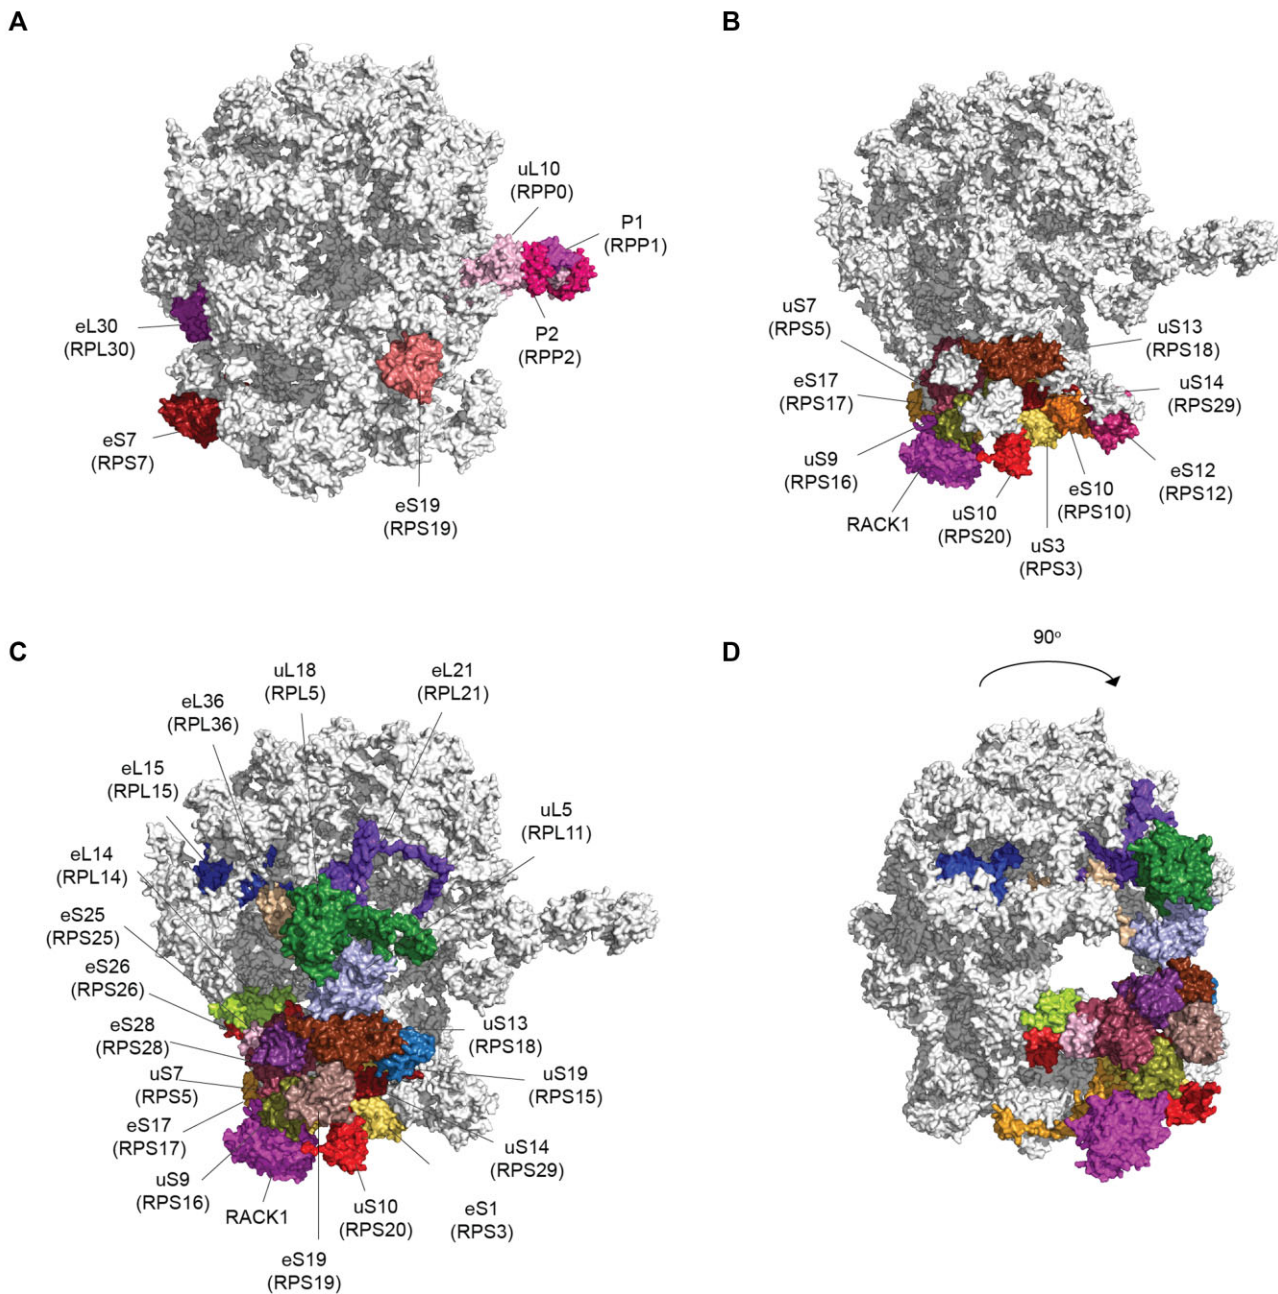 A
uL10
(RPP0)
P1
(RPP1)
eL30
(RPL30)
P2
(RPP2)
eS7
(RPS7)
eS19
(RPS19)
B
uS7
(RPS5)
uS13
(RPS18)
eS17
(RPS17)
uS14
(RPS29)
uS9
(RPS16)
eS12
(RPS12)
RACK1
uS10
(RPS20)
eS10
(RPS10)
uS3
(RPS3)
C
uL18
(RPL5)
eL21
(RPL21)
eL36
(RPL36)
eL15
(RPL15)
uL5
(RPL11)
eL14
(RPL14)
eS25
(RPS25)
eS26
(RPS26)
eS28
(RPS28)
uS13
(RPS18)
uS7
(RPS5)
uS19
(RPS15)
eS17
(RPS17)
uS14
(RPS29)
uS9
(RPS16)
RACK1
uS10
(RPS20)
eS1
(RPS3)
eS19
(RPS19)
D
90°